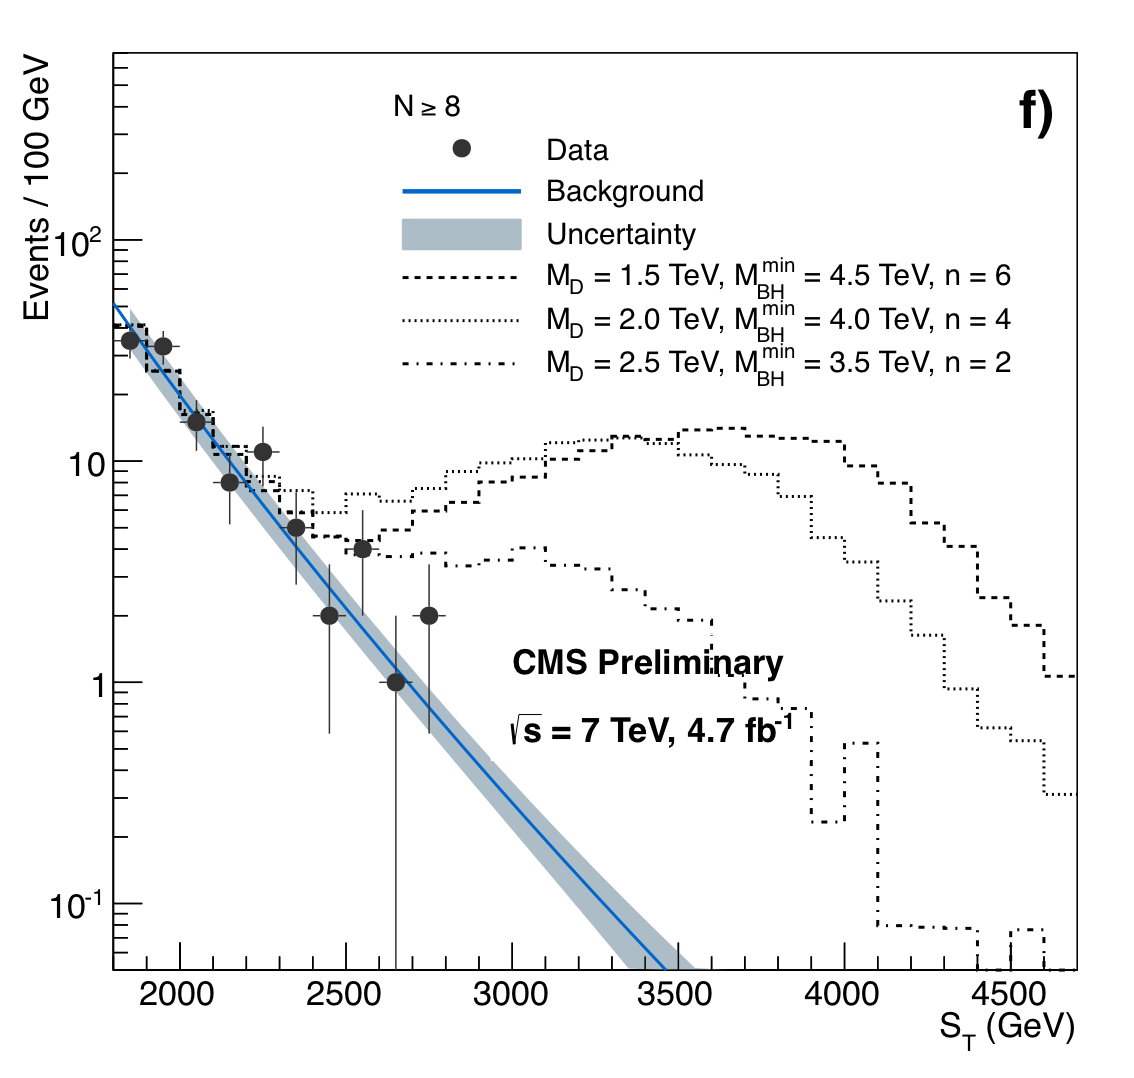 f)
N ≥ 8
Data
Background
Uncertainty
M_D = 1.5 TeV, M_BH^min = 4.5 TeV, n = 6
M_D = 2.0 TeV, M_BH^min = 4.0 TeV, n = 4
M_D = 2.5 TeV, M_BH^min = 3.5 TeV, n = 2
CMS Preliminary
√s = 7 TeV, 4.7 fb⁻¹
Events / 100 GeV
10²
10
1
10⁻¹
2000 2500 3000 3500 4000 4500
S_T (GeV)